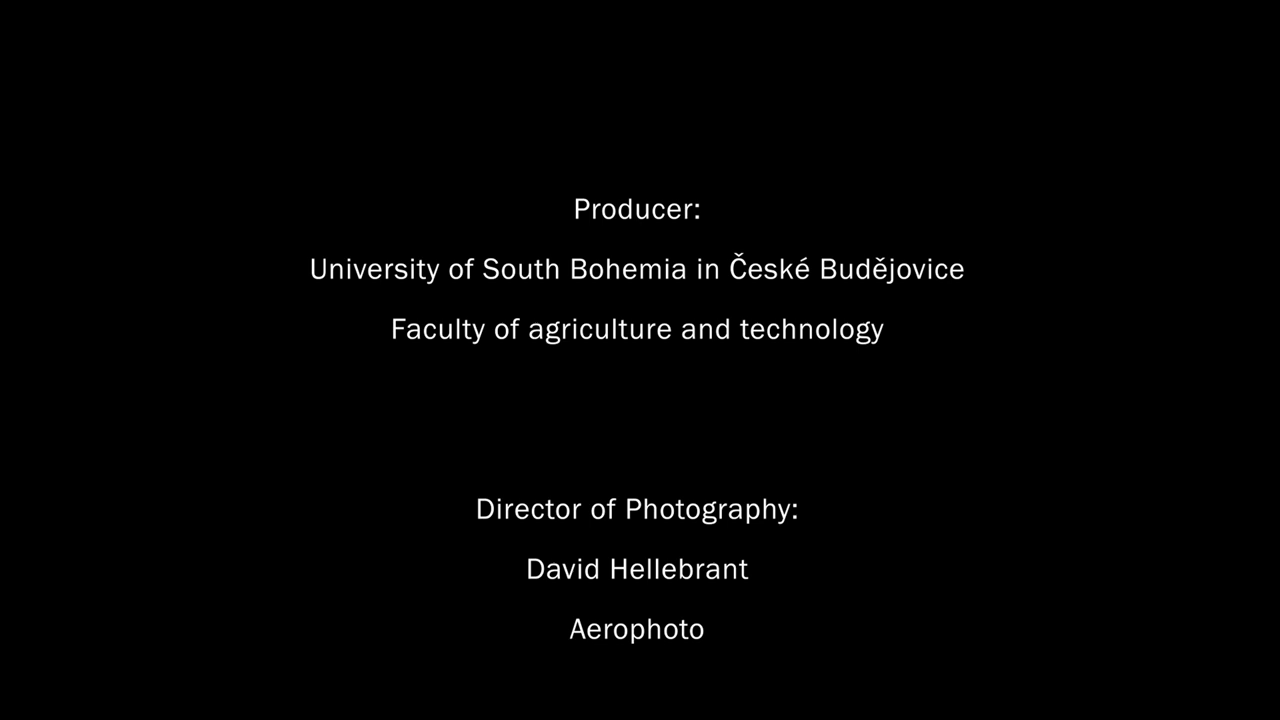 Producer:
University of South Bohemia in České Budějovice
Faculty of agriculture and technology
Director of Photography:
David Hellebrant
Aerophoto